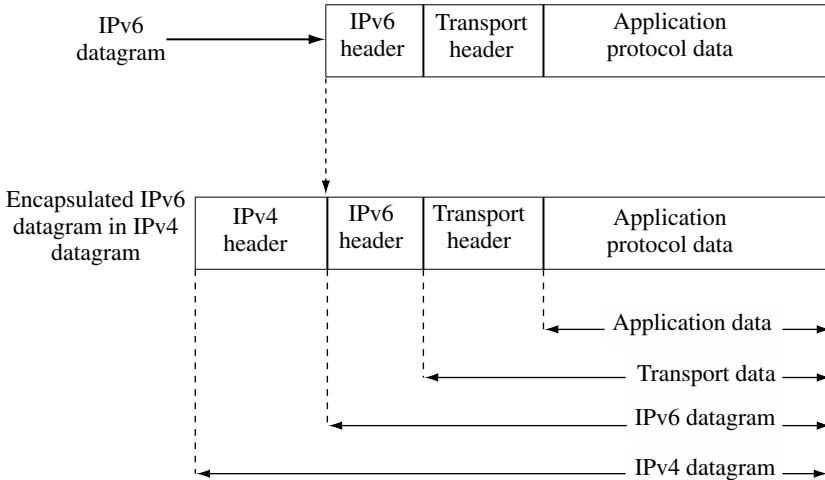 IPv6
datagram
IPv6
header
Transport
header
Application
protocol data
Encapsulated IPv6
datagram in IPv4
datagram
IPv4
header
IPv6
header
Transport
header
Application
protocol data
Application data
Transport data
IPv6 datagram
IPv4 datagram